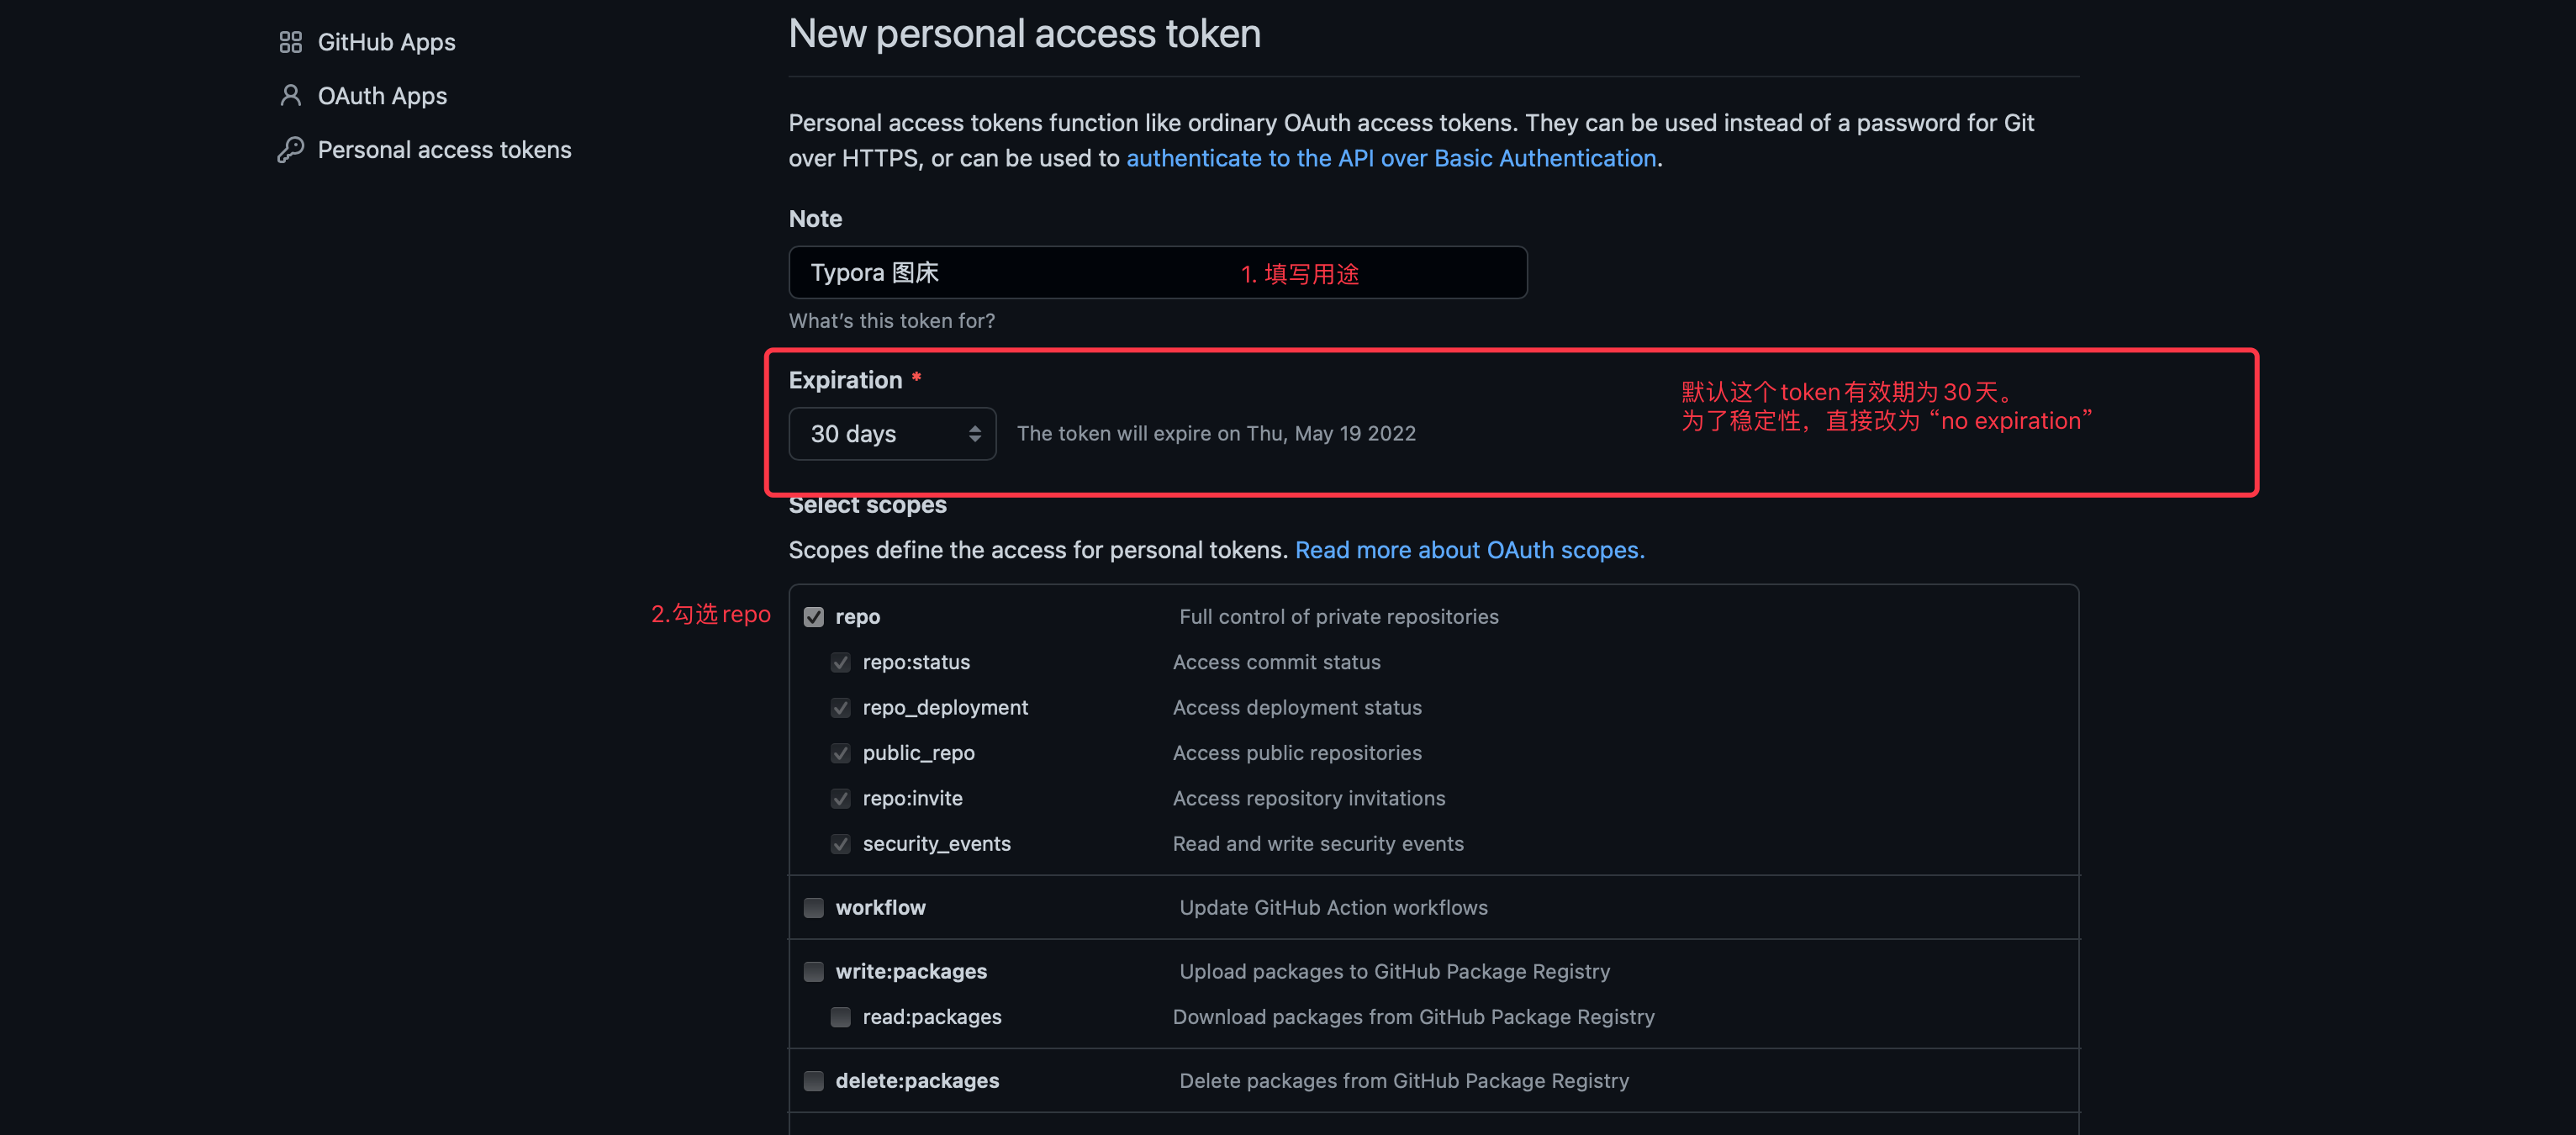 GitHub Apps
OAuth Apps
Personal access tokens
New personal access token
Personal access tokens function like ordinary OAuth access tokens. They can be used instead of a password for Git
over HTTPS, or can be used to authenticate to the API over Basic Authentication.
Note
Typora 图床
1. 填写用途
What's this token for?
Expiration *
30 days
The token will expire on Thu, May 19 2022
默认这个token有效期为30天。
为了稳定性，直接改为 “no expiration”
Select scopes
Scopes define the access for personal tokens. Read more about OAuth scopes.
2.勾选repo
repo Full control of private repositories
repo:status Access commit status
repo_deployment Access deployment status
public_repo Access public repositories
repo:invite Access repository invitations
security_events Read and write security events
workflow Update GitHub Action workflows
write:packages Upload packages to GitHub Package Registry
read:packages Download packages from GitHub Package Registry
delete:packages Delete packages from GitHub Package Registry